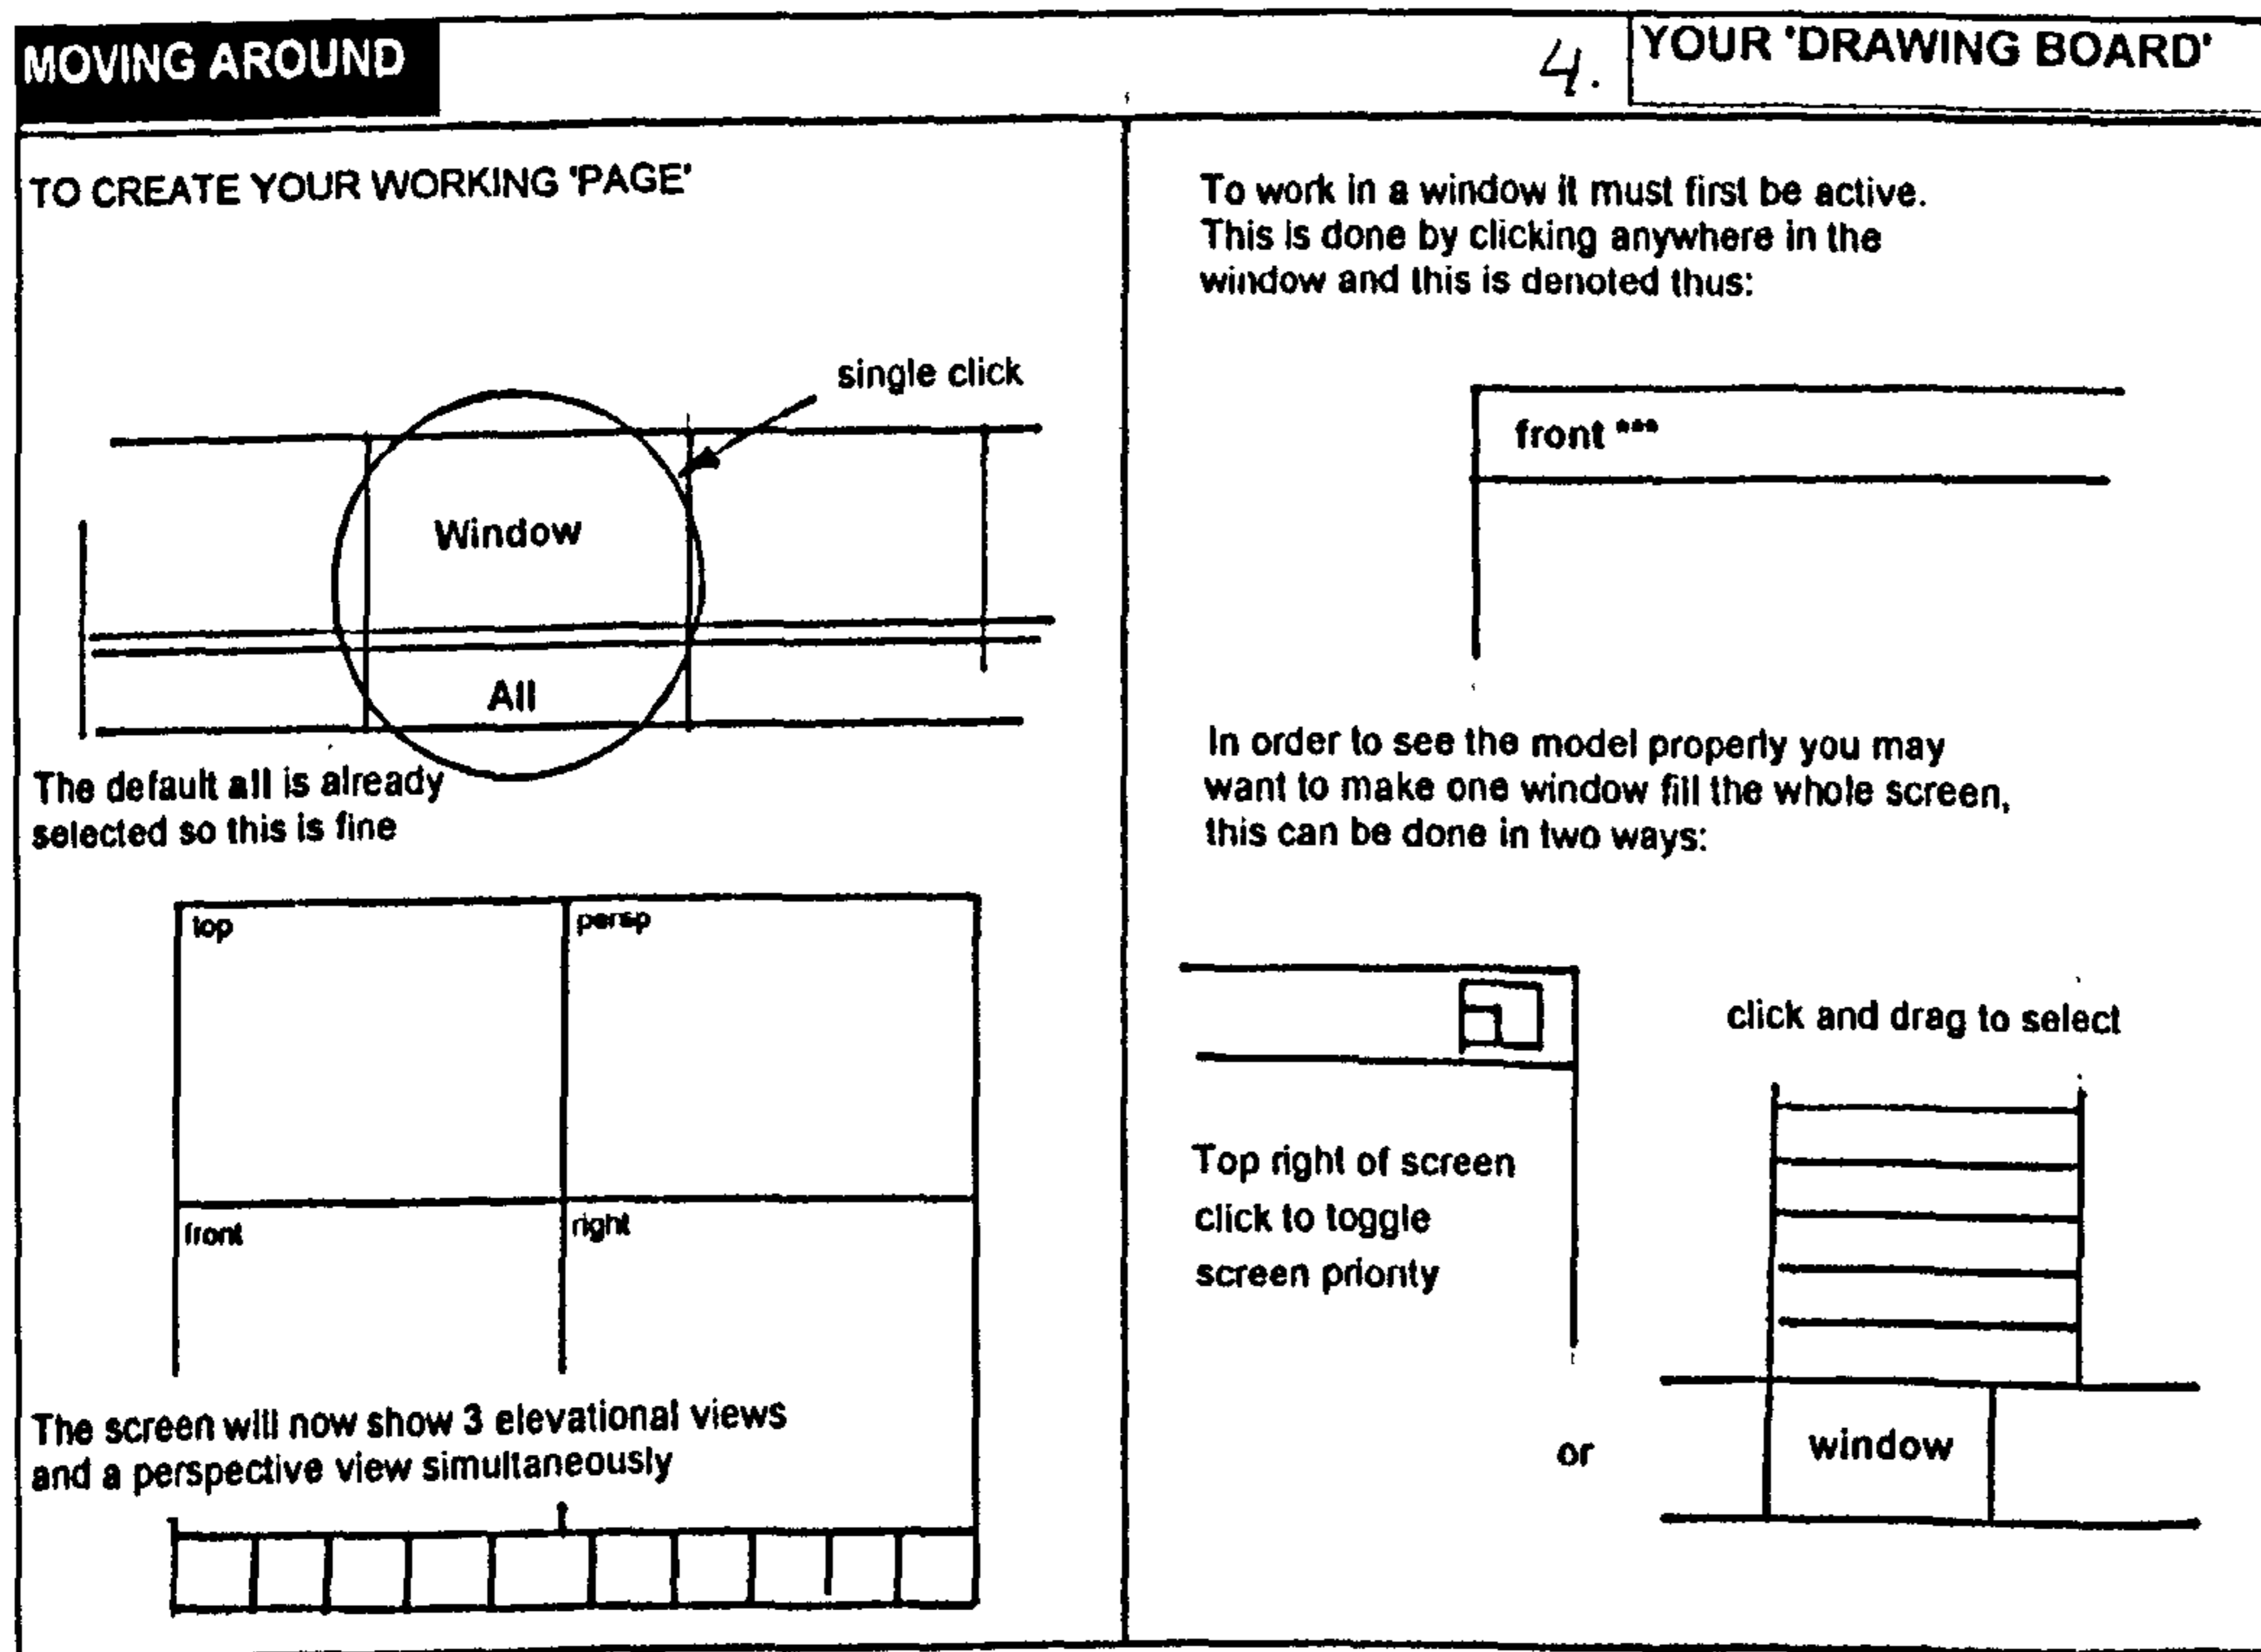 MOVING AROUND
4.
YOUR 'DRAWING BOARD'
TO CREATE YOUR WORKING 'PAGE'
single click
Window
All
The default all is already
selected so this is fine
top
persp
front
right
The screen will now show 3 elevational views
and a perspective view simultaneously
To work in a window it must first be active.
This is done by clicking anywhere in the
window and this is denoted thus:
front ***
In order to see the model properly you may
want to make one window fill the whole screen,
this can be done in two ways:
click and drag to select
Top right of screen
click to toggle
screen priority
or
window